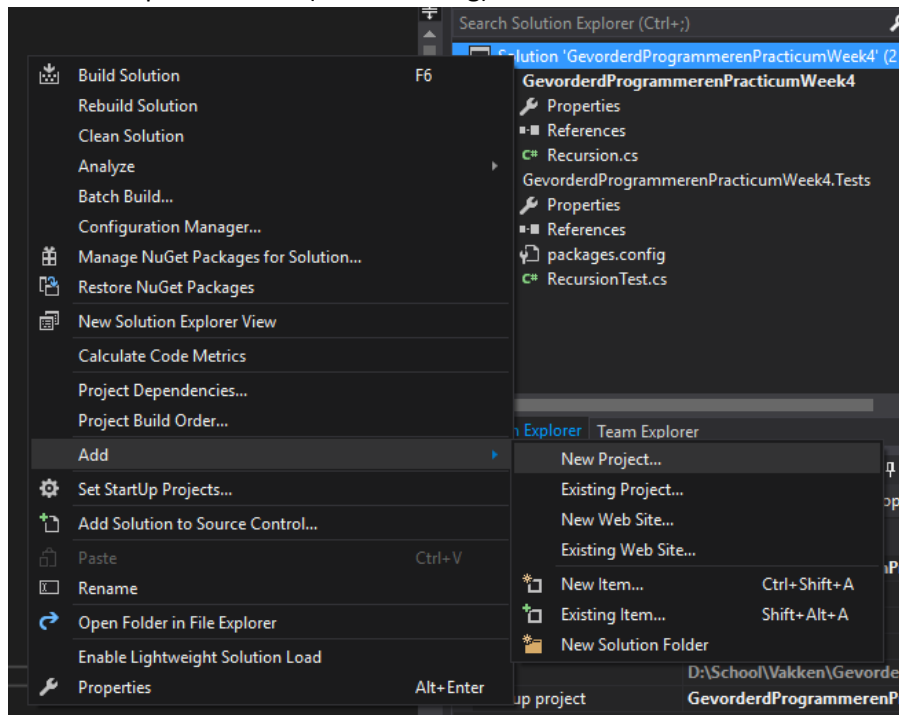 Search Solution Explorer (Ctrl+;)
Solution 'GevorderdProgrammerenPracticumWeek4' (2
GevorderdProgrammerenPracticumWeek4
Properties
References
C# Recursion.cs
GevorderdProgrammerenPracticumWeek4.Tests
Properties
References
packages.config
C# RecursionTest.cs
Build Solution F6
Rebuild Solution
Clean Solution
Analyze
Batch Build...
Configuration Manager...
Manage NuGet Packages for Solution...
Restore NuGet Packages
New Solution Explorer View
Calculate Code Metrics
Project Dependencies...
Project Build Order...
Add
Set StartUp Projects...
Add Solution to Source Control...
Paste Ctrl+V
Rename
Open Folder in File Explorer
Enable Lightweight Solution Load
Properties Alt+Enter
Explorer Team Explorer
New Project...
Existing Project...
New Web Site...
Existing Web Site...
New Item... Ctrl+Shift+A
Existing Item... Shift+Alt+A
New Solution Folder
D:\School\Vakken\Gevorde
up project GevorderdProgrammerenP